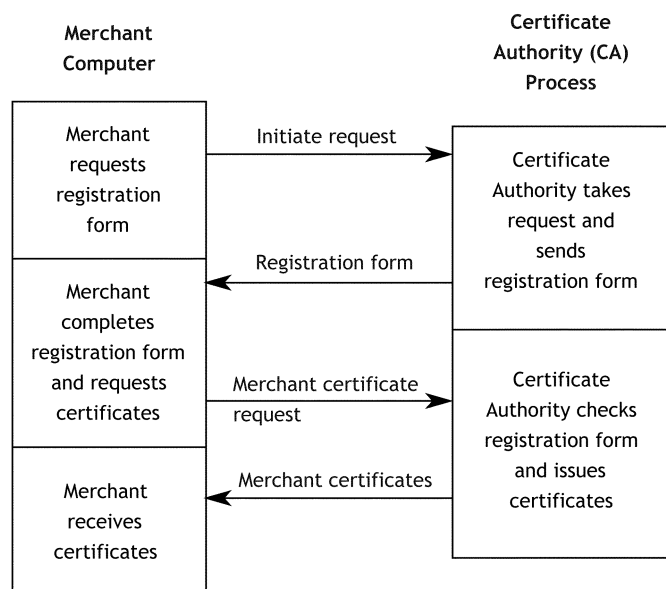 Merchant
Computer
Certificate
Authority (CA)
Process
Merchant
requests
registration
form
Initiate request
Certificate
Authority takes
request and
sends
registration form
Registration form
Merchant
completes
registration form
and requests
certificates
Merchant certificate
request
Certificate
Authority checks
registration form
and issues
certificates
Merchant certificates
Merchant
receives
certificates